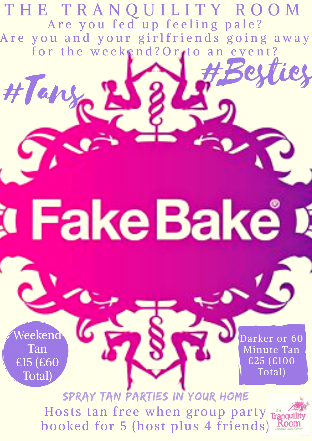 THE TRANQUILITY ROOM
Are you fed up feeling pale?
Are you and your girlfriends going away
for the weekend?Or to an event?
#Besties
#Tans
Fake Bake®
Weekend
Tan
£15 (£60
Total)
Darker or 60
Minute Tan
£25 (£100
Total)
SPRAY TAN PARTIES IN YOUR HOME
Hosts tan free when group party
booked for 5 (host plus 4 friends)
Tranquility
Room